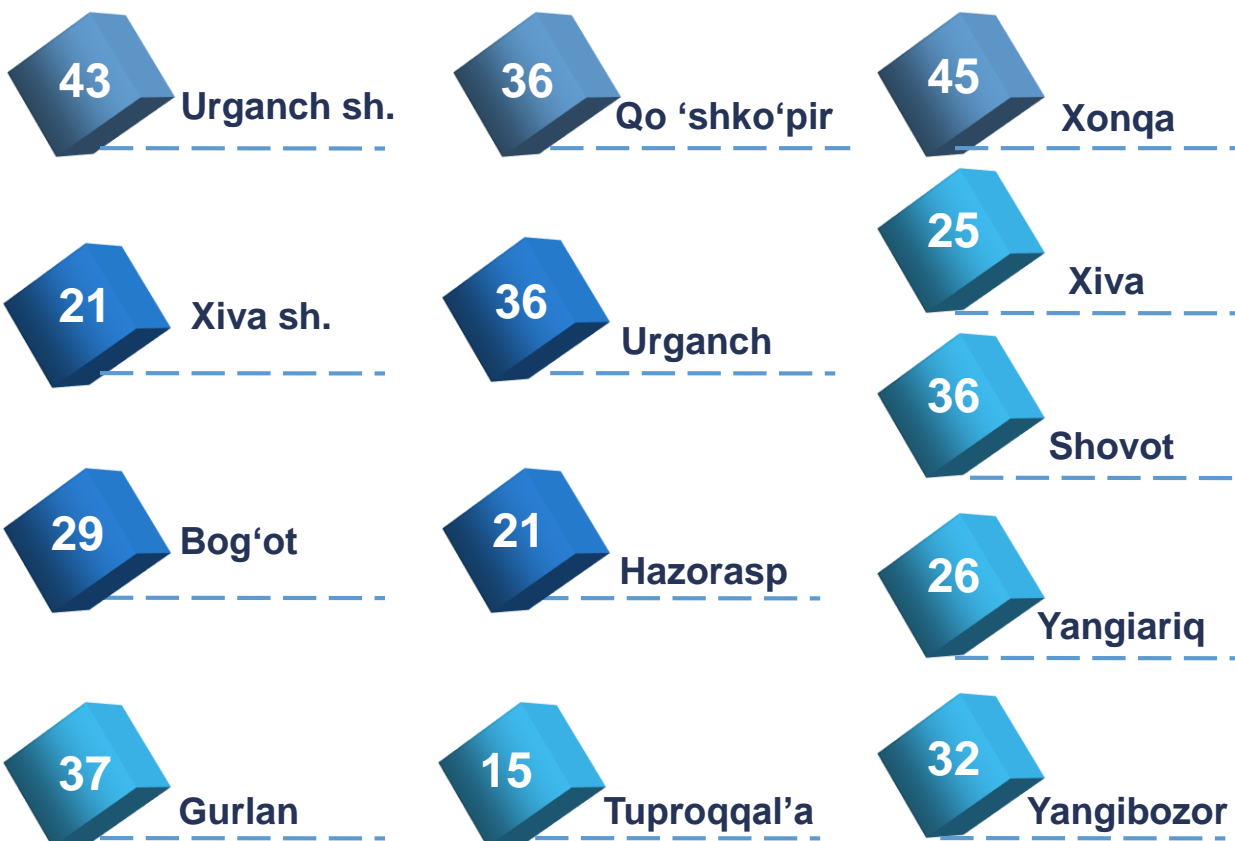 43
Urganch sh.
36
Qo ‘shko‘pir
45
Xonqa
21
Xiva sh.
36
Urganch
25
Xiva
36
Shovot
29
Bog‘ot
21
Hazorasp
26
Yangiariq
37
Gurlan
15
Tuproqqal’a
32
Yangibozor